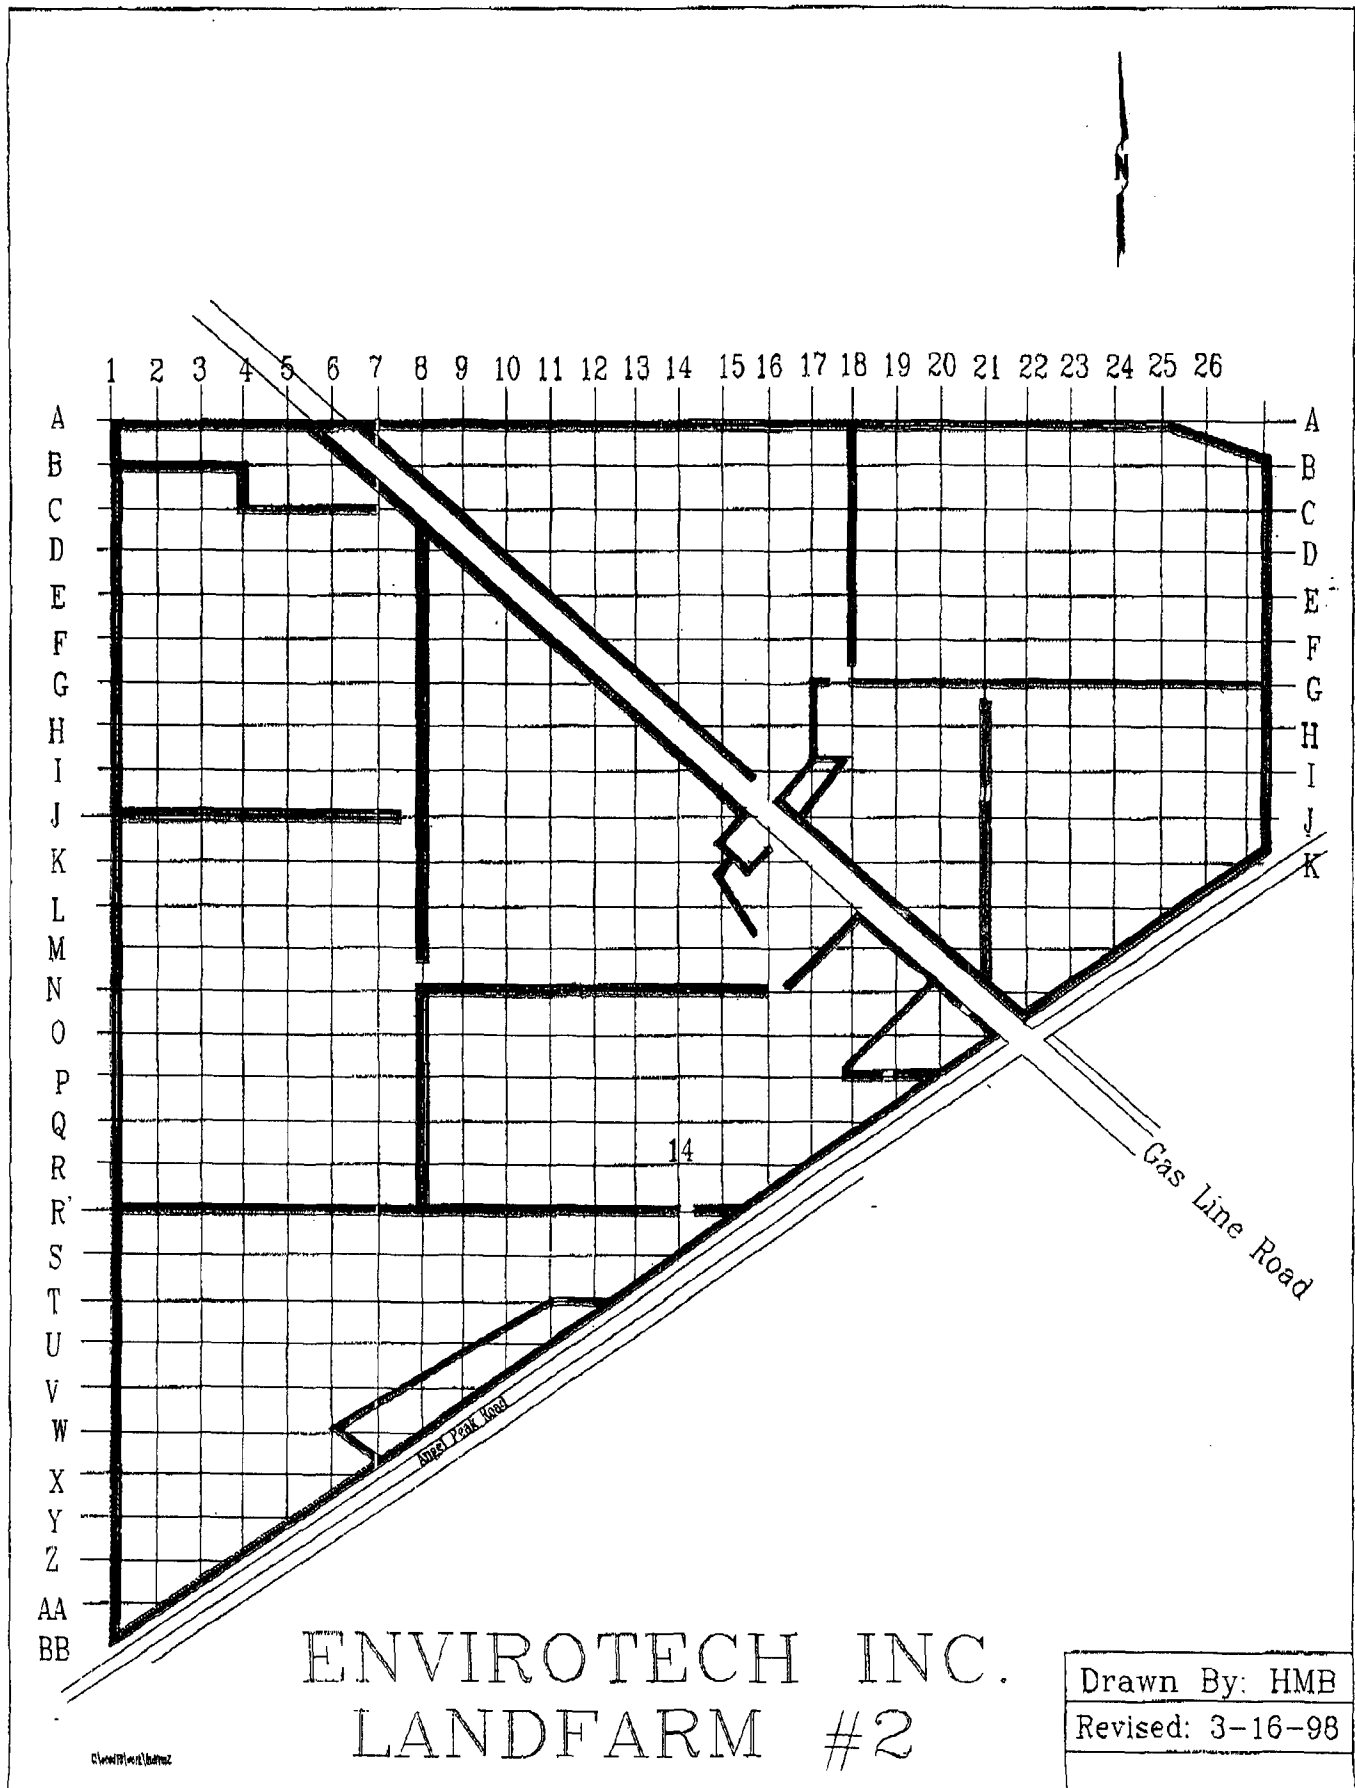 N
1 2 3 4 5 6 7 8 9 10 11 12 13 14 15 16 17 18 19 20 21 22 23 24 25 26
A A
B B
C C
D D
E E
F F
G G
H H
I I
J J
K K
L
M
N
O
P
Q
14
R
R'
S
T
U
V
W
X
Y
Z
AA
BB
Gas Line Road
Angel Peak Road
ENVIROTECH INC.
LANDFARM #2
Drawn By: HMB
Revised: 3-16-98